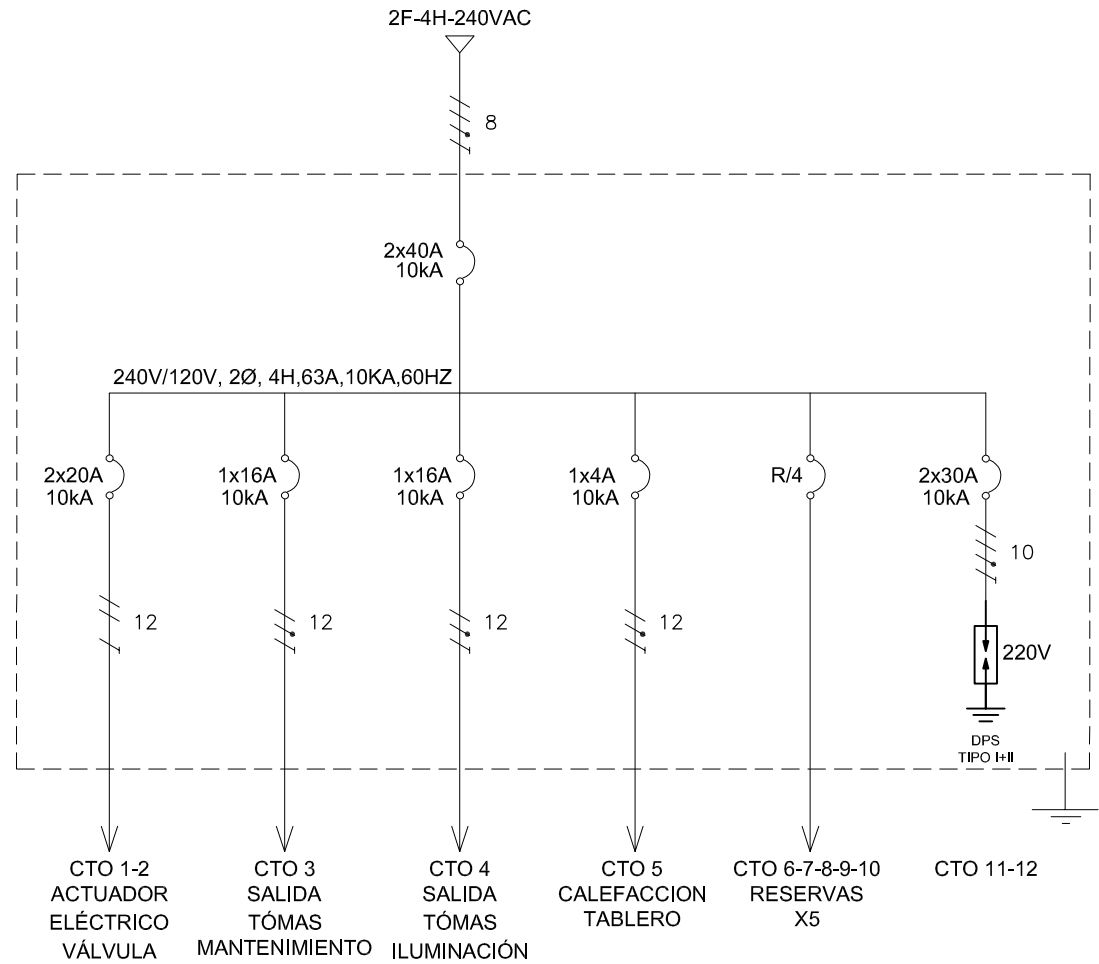 2F-4H-240VAC
8
2x40A
10kA
240V/120V, 2Ø, 4H,63A,10KA,60HZ
2x20A
10kA
1x16A
10kA
1x16A
10kA
1x4A
10kA
R/4
2x30A
10kA
10
12
12
12
12
220V
DPS
TIPO I+II
CTO 1-2
ACTUADOR
ELÉCTRICO
VÁLVULA
CTO 3
SALIDA
TÓMAS
MANTENIMIENTO
CTO 4
SALIDA
TÓMAS
ILUMINACIÓN
CTO 5
CALEFACCION
TABLERO
CTO 6-7-8-9-10
RESERVAS
X5
CTO 11-12